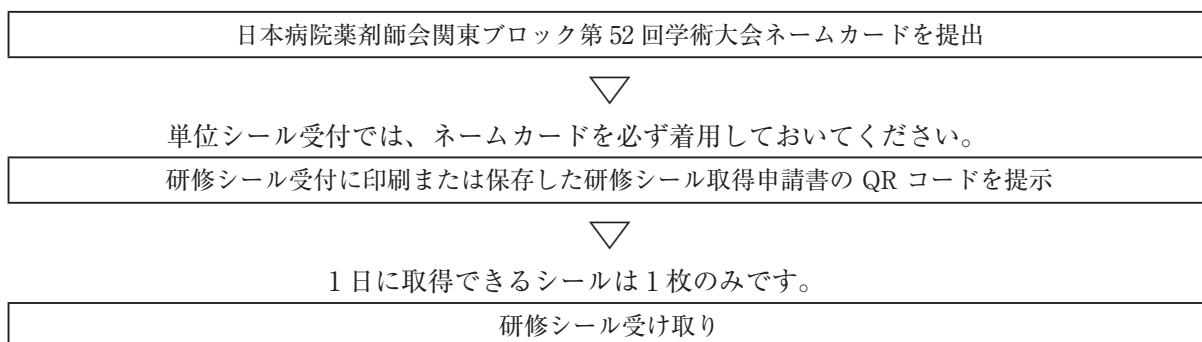 日本病院薬剤師会関東ブロック第 52 回学術大会ネームカードを提出
単位シール受付では、ネームカードを必ず着用しておいてください。
研修シール受付に印刷または保存した研修シール取得申請書の QR コードを提示
1 日に取得できるシールは 1 枚のみです。
研修シール受け取り